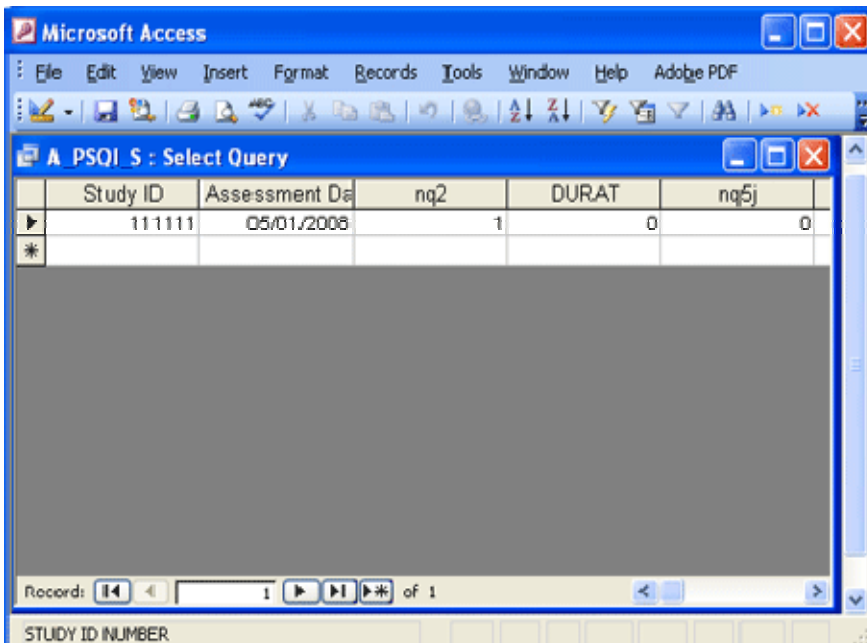 Microsoft Access
File Edit View Insert Format Records Tools Window Help Adobe PDF
A_PSQI_S : Select Query
Study ID Assessment Da nq2 DURAT nq5j
111111 05/01/2008 1 0 0
Record: 1 of 1
STUDY ID NUMBER